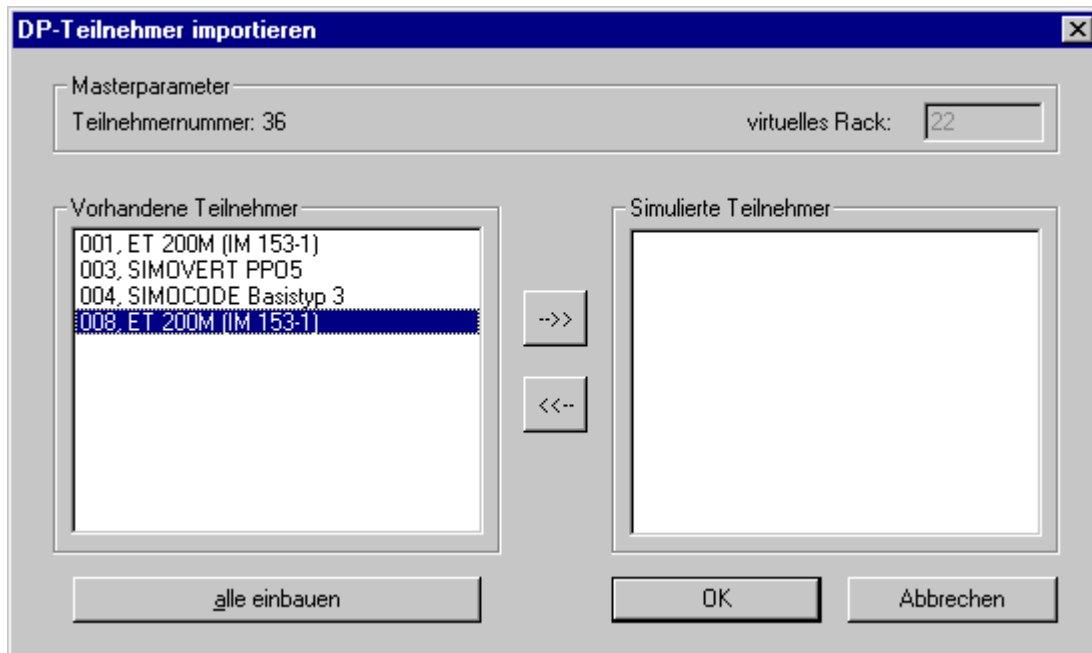 DP-Teilnehmer importieren
Masterparameter
Teilnehmernummer: 36
virtuelles Rack: 22
Vorhandene Teilnehmer
001, ET 200M (IM 153-1)
003, SIMOVERT PPO5
004, SIMOCODE Basistyp 3
008, ET 200M (IM 153-1)
-->>
<<--
Simulierte Teilnehmer
alle einbauen
OK
Abbrechen